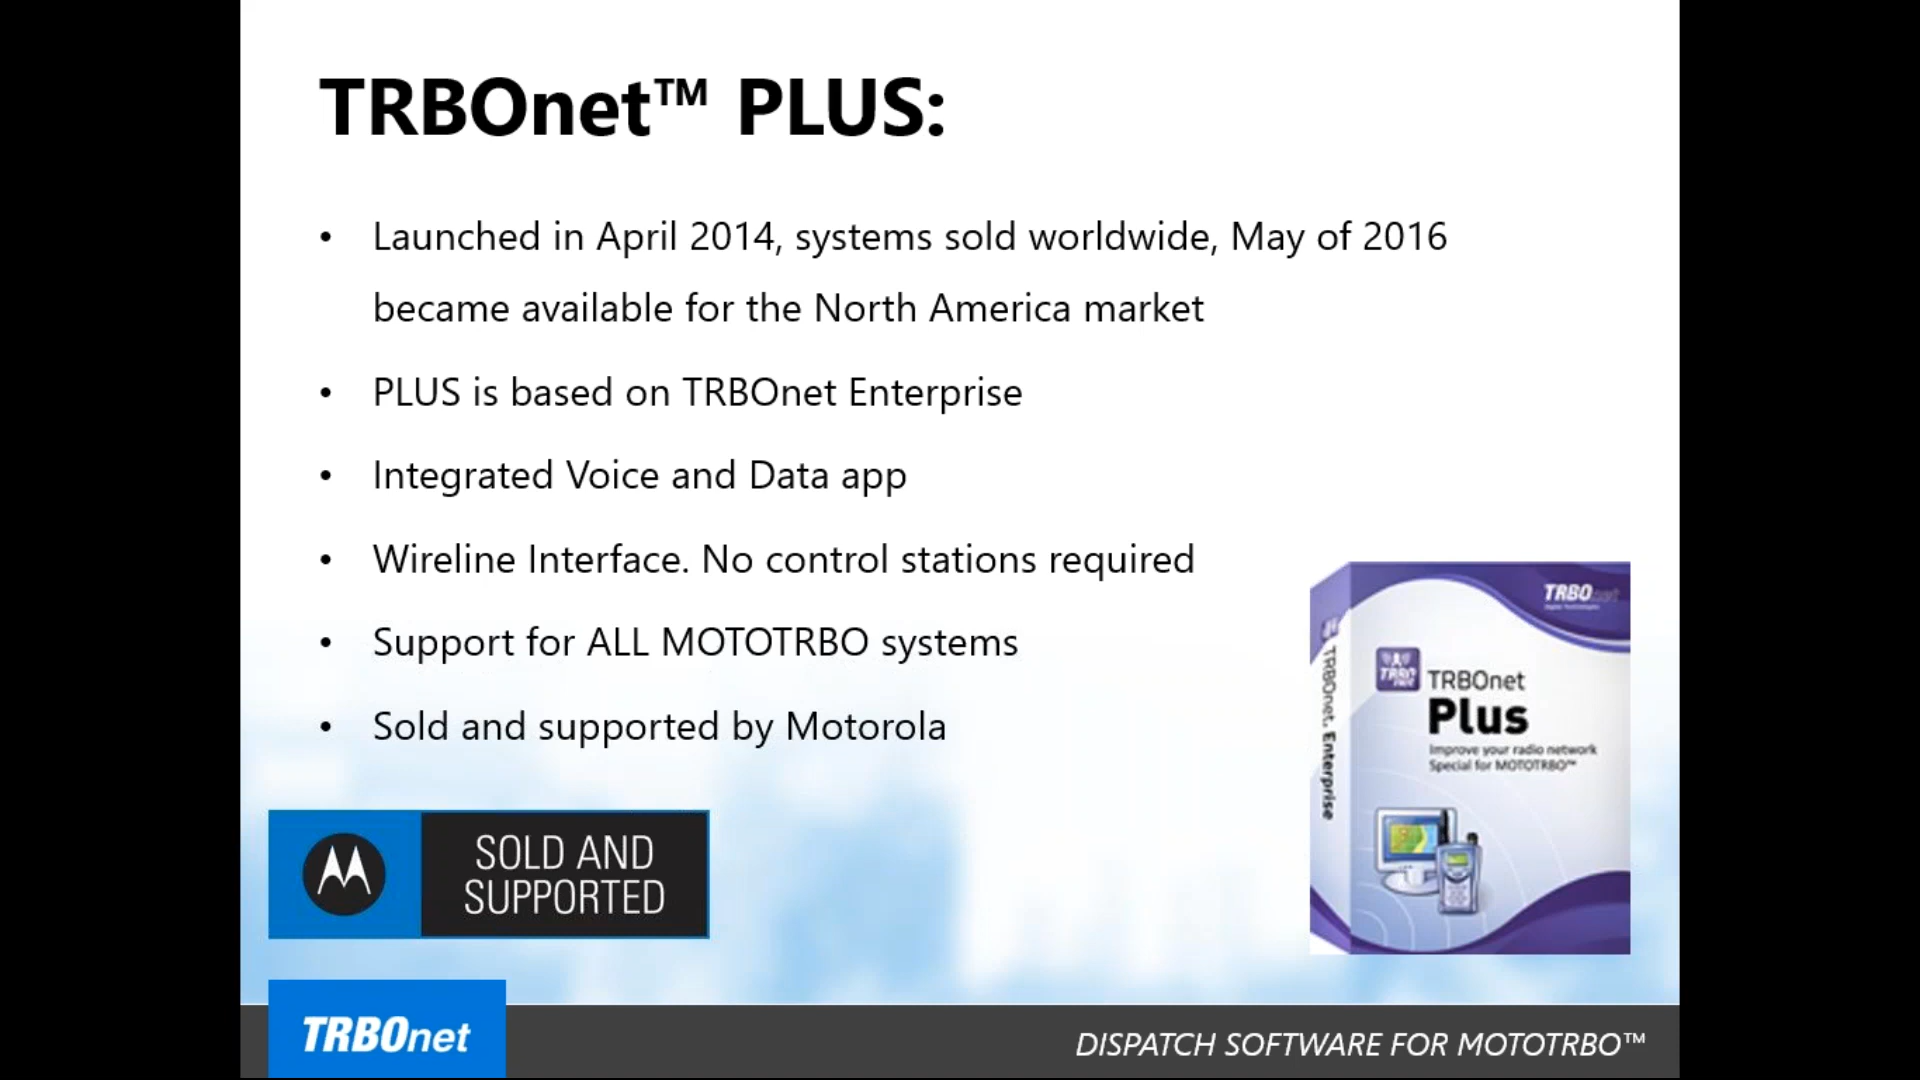 TRBOnet™ PLUS:
• Launched in April 2014, systems sold worldwide, May of 2016
became available for the North America market
• PLUS is based on TRBOnet Enterprise
• Integrated Voice and Data app
• Wireline Interface. No control stations required
• Support for ALL MOTOTRBO systems
• Sold and supported by Motorola
SOLD AND
SUPPORTED
TRBOnet
TRBOnet. Enterprise
TRBOnet
Plus
Improve your radio network
Special for MOTOTRBO™
TRBOnet
DISPATCH SOFTWARE FOR MOTOTRBO™